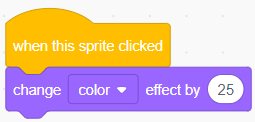 when this sprite clicked
change color effect by 25